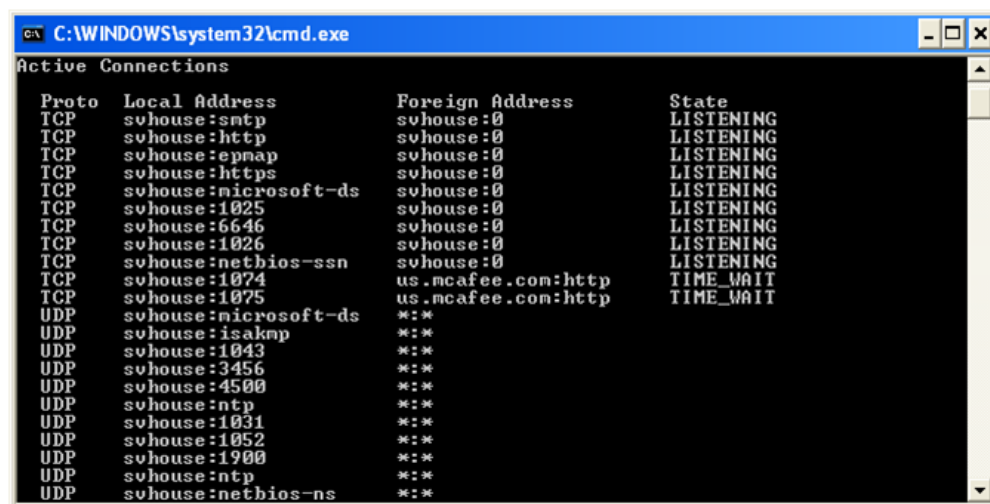 C:\WINDOWS\system32\cmd.exe
Active Connections
Proto Local Address Foreign Address State
TCP svhouse:smtp svhouse:0 LISTENING
TCP svhouse:http svhouse:0 LISTENING
TCP svhouse:epmap svhouse:0 LISTENING
TCP svhouse:https svhouse:0 LISTENING
TCP svhouse:microsoft-ds svhouse:0 LISTENING
TCP svhouse:1025 svhouse:0 LISTENING
TCP svhouse:6646 svhouse:0 LISTENING
TCP svhouse:1026 svhouse:0 LISTENING
TCP svhouse:netbios-ssn svhouse:0 LISTENING
TCP svhouse:1074 us.mcafee.com:http TIME_WAIT
TCP svhouse:1075 us.mcafee.com:http TIME_WAIT
UDP svhouse:microsoft-ds *:*
UDP svhouse:isakmp *:*
UDP svhouse:1043 *:*
UDP svhouse:3456 *:*
UDP svhouse:4500 *:*
UDP svhouse:ntp *:*
UDP svhouse:1031 *:*
UDP svhouse:1052 *:*
UDP svhouse:1900 *:*
UDP svhouse:ntp *:*
UDP svhouse:netbios-ns *:*